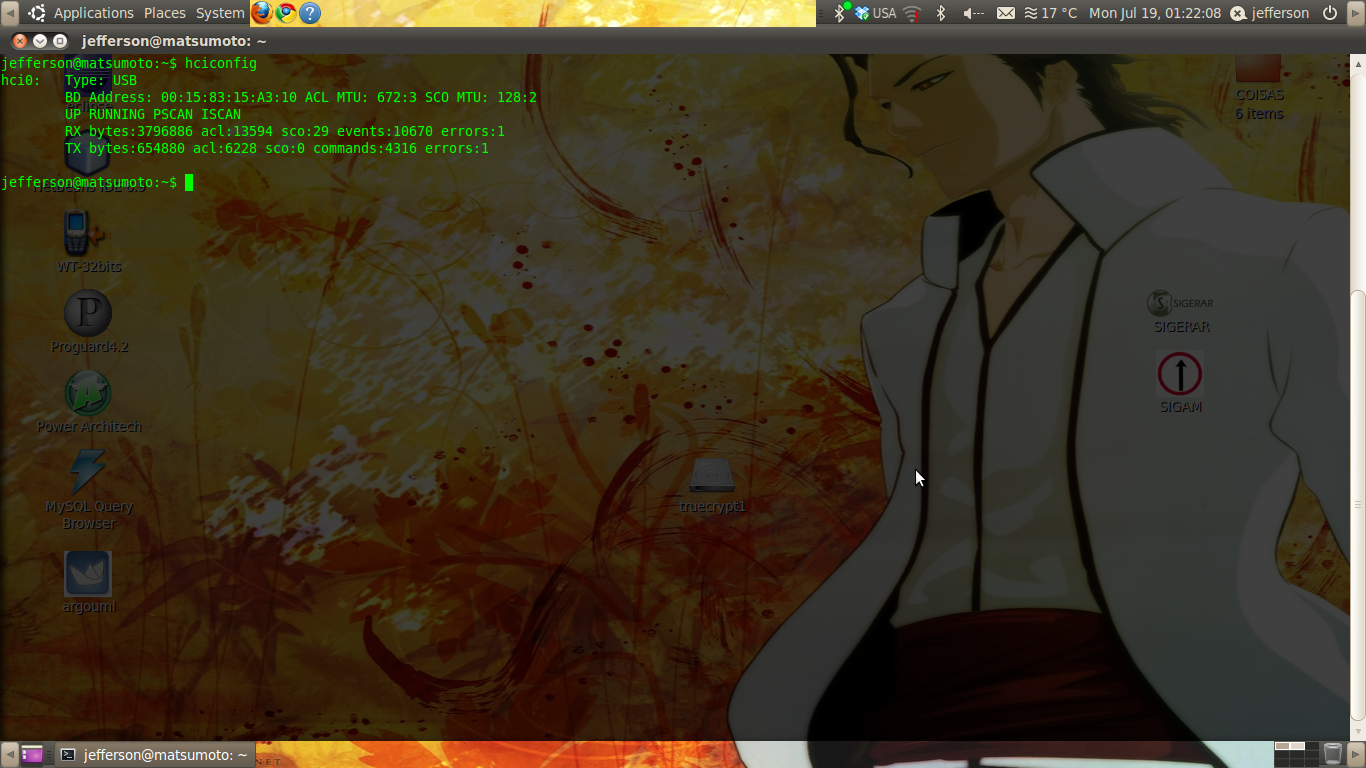 Applications Places System
USA
17 °C
Mon Jul 19, 01:22:08
jefferson
jefferson@matsumoto: ~
jefferson@matsumoto:~$ hciconfig
hci0: Type: USB
BD Address: 00:15:83:15:A3:10 ACL MTU: 672:3 SCO MTU: 128:2
UP RUNNING PSCAN ISCAN
RX bytes:3796886 acl:13594 sco:29 events:10670 errors:1
TX bytes:654880 acl:6228 sco:0 commands:4316 errors:1
jefferson@matsumoto:~$
WT-32bits
Proguard4.2
Power Architech
MySQL Query
Browser
argouml
truecrypt1
COISAS
6 items
SIGERAR
SIGERAR
SIGAM
jefferson@matsumoto: ~